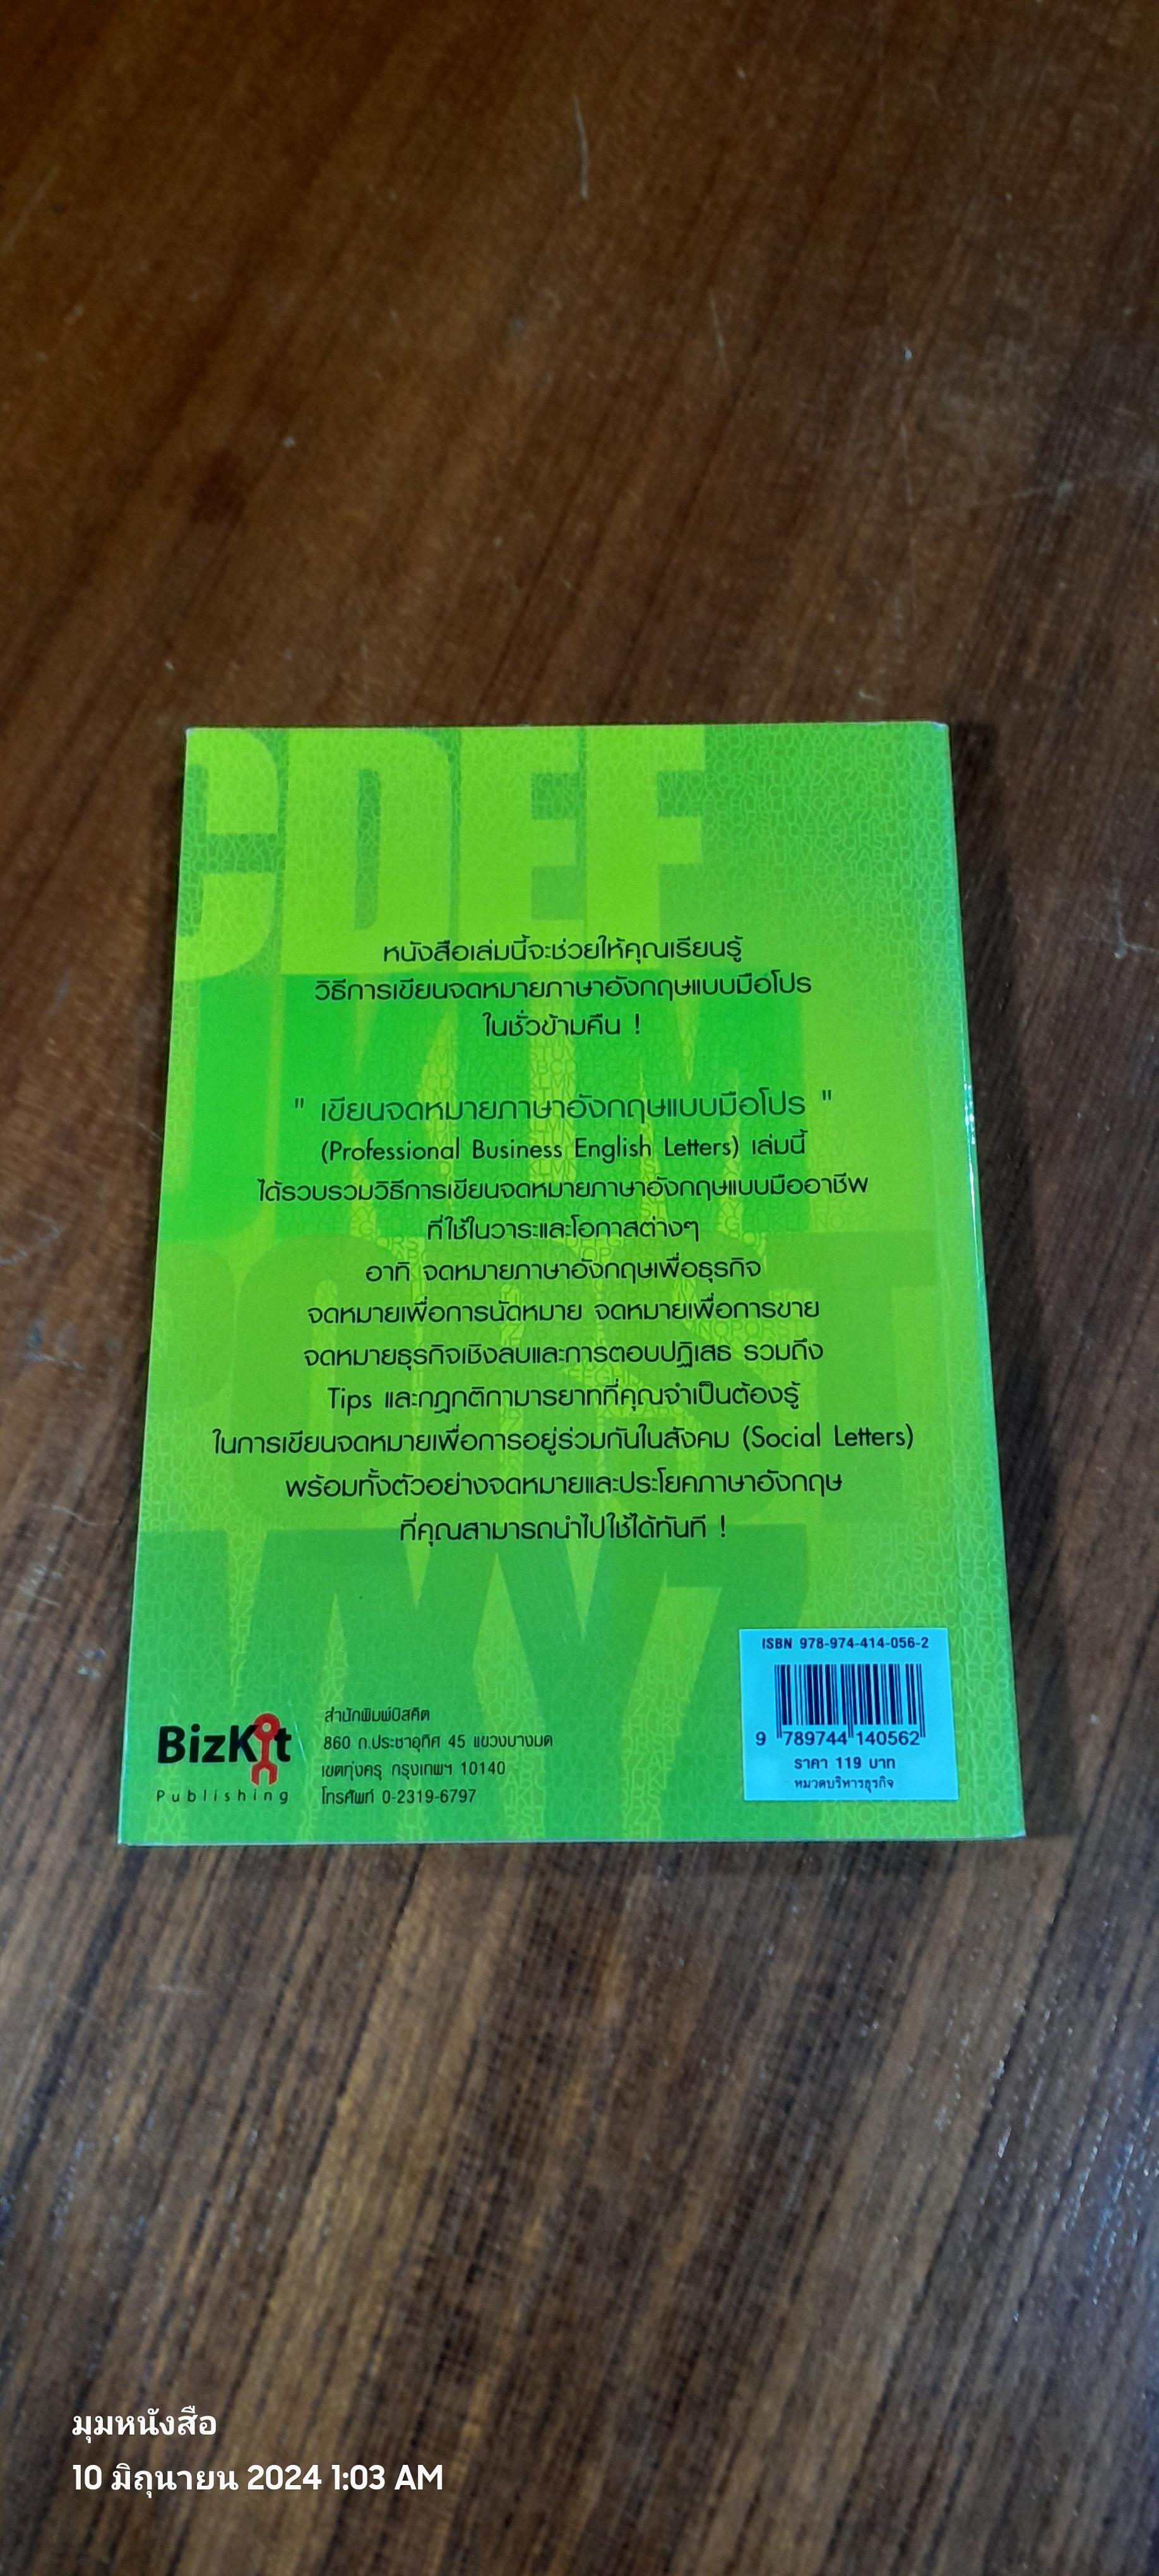 CDEF
JKLM
หนังสือเล่มนี้จะช่วยให้คุณเรียนรู้
วิธีการเขียนจดหมายภาษาอังกฤษแบบมือโปร
ในชั่วข้ามคืน !
" เขียนจดหมายภาษาอังกฤษแบบมือโปร "
(Professional Business English Letters) เล่มนี้
ได้รวบรวมวิธีการเขียนจดหมายภาษาอังกฤษแบบมืออาชีพ
ที่ใช้ในวาระและโอกาสต่างๆ
อาทิ จดหมายภาษาอังกฤษเพื่อธุรกิจ
จดหมายเพื่อการนัดหมาย จดหมายเพื่อการขาย
จดหมายธุรกิจเชิงลบและการตอบปฏิเสธ รวมถึง
Tips และกฎกติกามารยาทที่คุณจำเป็นต้องรู้
ในการเขียนจดหมายเพื่อการอยู่ร่วมกันในสังคม (Social Letters)
พร้อมทั้งตัวอย่างจดหมายและประโยคภาษาอังกฤษ
ที่คุณสามารถนำไปใช้ได้ทันที !
BizKit
Publishing
สำนักพิมพ์บิสคิต
860 ถ.ประชาอุทิศ 45 แขวงบางมด
เขตทุ่งครุ กรุงเทพฯ 10140
โทรศัพท์ 0-2319-6797
ISBN 978-974-414-056-2
9 789744 140562
ราคา 119 บาท
หมวดบริหารธุรกิจ
มุมหนังสือ
10 มิถุนายน 2024 1:03 AM